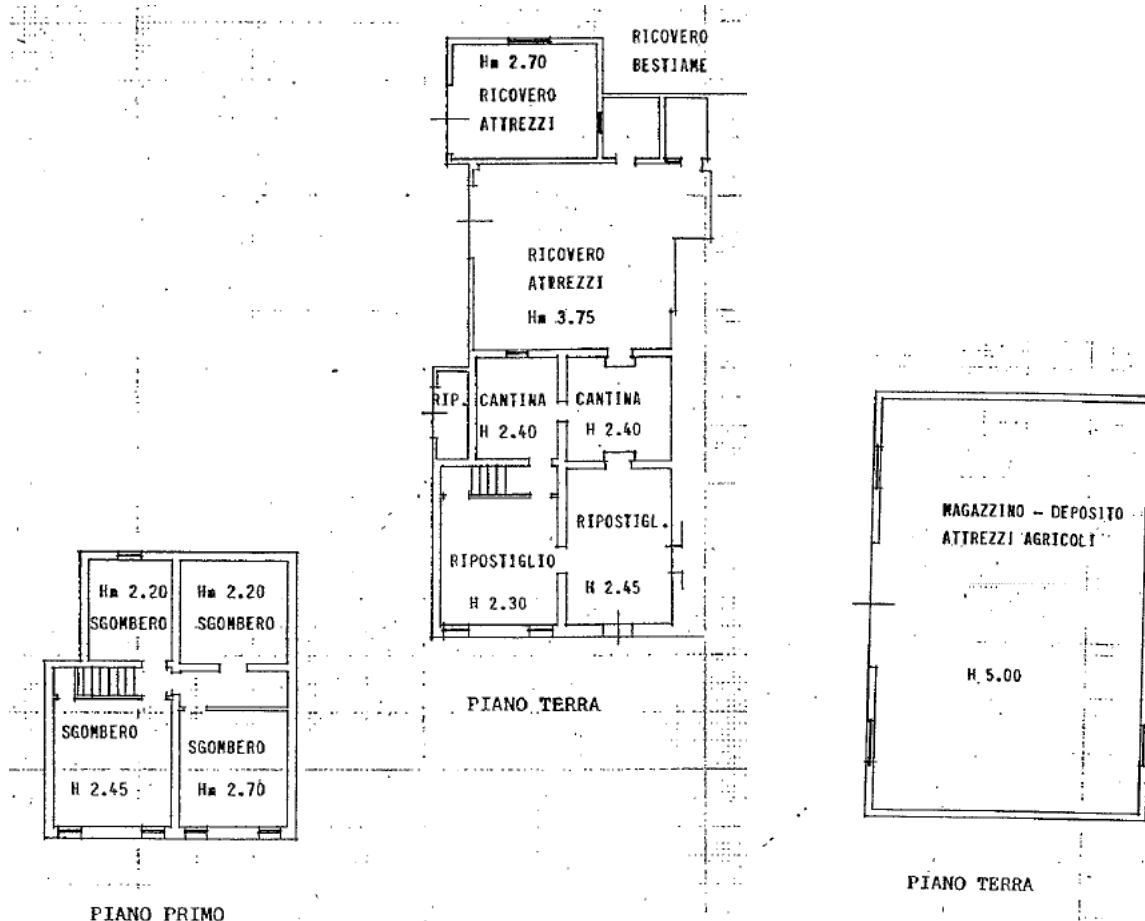 RICOVERO
BESTIAME
Hm 2.70
RICOVERO
ATTREZZI
RICOVERO
ATTREZZI
Hm 3.75
RIP.
CANTINA
H 2.40
CANTINA
H 2.40
RIPOSTIGLIO
H 2.30
RIPOSTIGL.
H 2.45
PIANO TERRA
Hm 2.20
SGOMBERO
Hm 2.20
SGOMBERO
SGOMBERO
H 2.45
SGOMBERO
Hm 2.70
PIANO PRIMO
MAGAZZINO - DEPOSITO
ATTREZZI AGRICOLI
H 5.00
PIANO TERRA